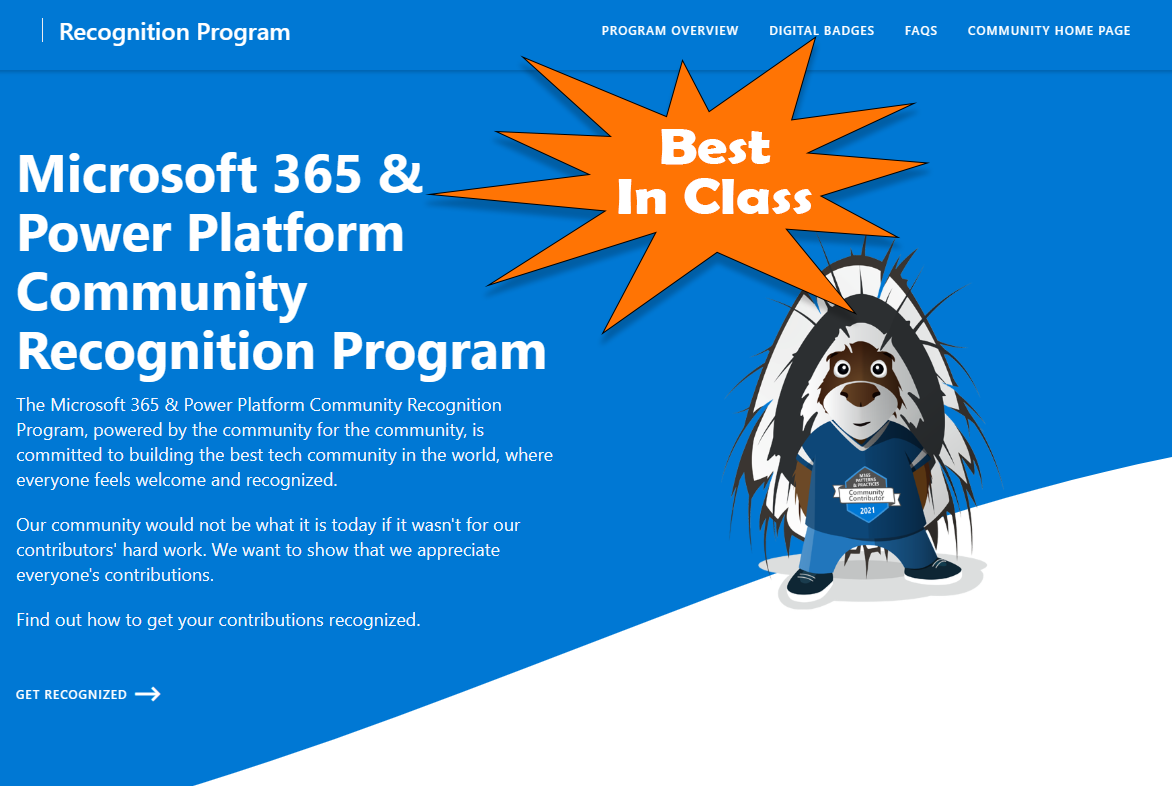 Recognition Program
PROGRAM OVERVIEW
DIGITAL BADGES
FAQS
COMMUNITY HOME PAGE
Best
In Class
Microsoft 365 &
Power Platform
Community
Recognition Program
The Microsoft 365 & Power Platform Community Recognition
Program, powered by the community for the community, is
committed to building the best tech community in the world, where
everyone feels welcome and recognized.
Our community would not be what it is today if it wasn't for our
contributors' hard work. We want to show that we appreciate
everyone's contributions.
Find out how to get your contributions recognized.
GET RECOGNIZED
M365
PATTERNS
& PRACTICES
Community
Contributor
2021